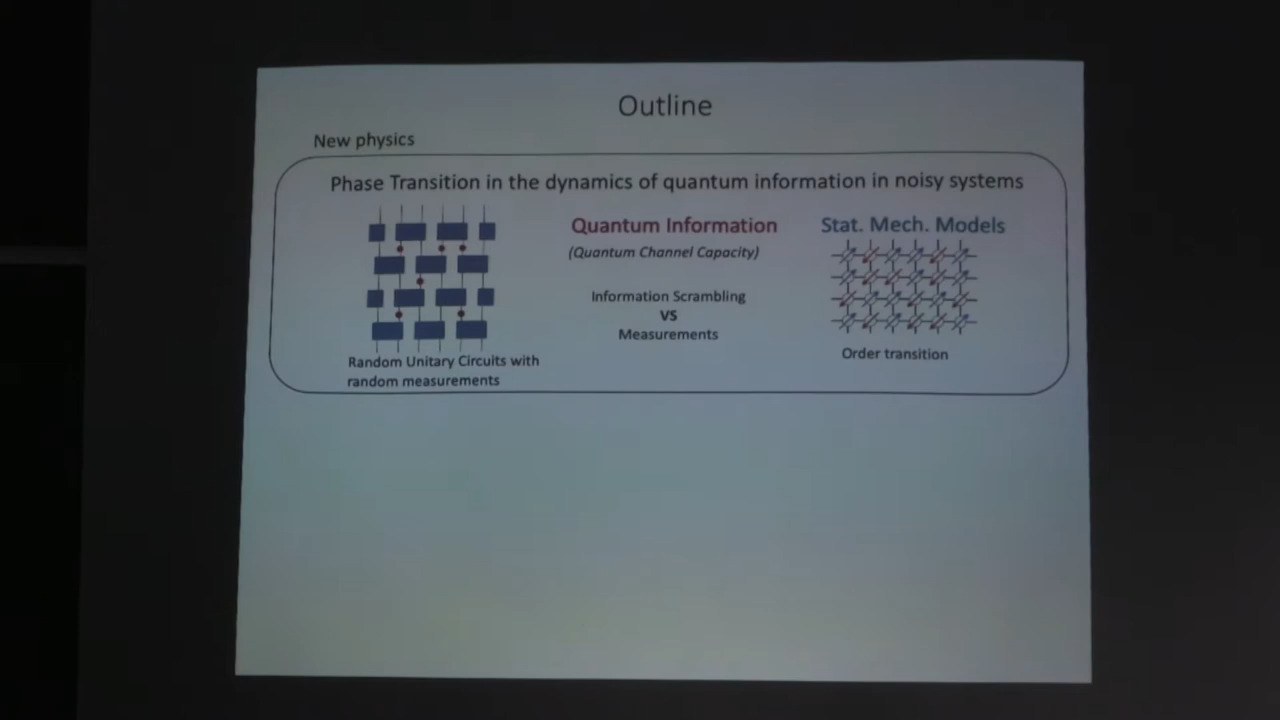 Outline
New physics
Phase Transition in the dynamics of quantum information in noisy systems
Quantum Information
(Quantum Channel Capacity)
Information Scrambling
VS
Measurements
Stat. Mech. Models
Order transition
Random Unitary Circuits with
random measurements